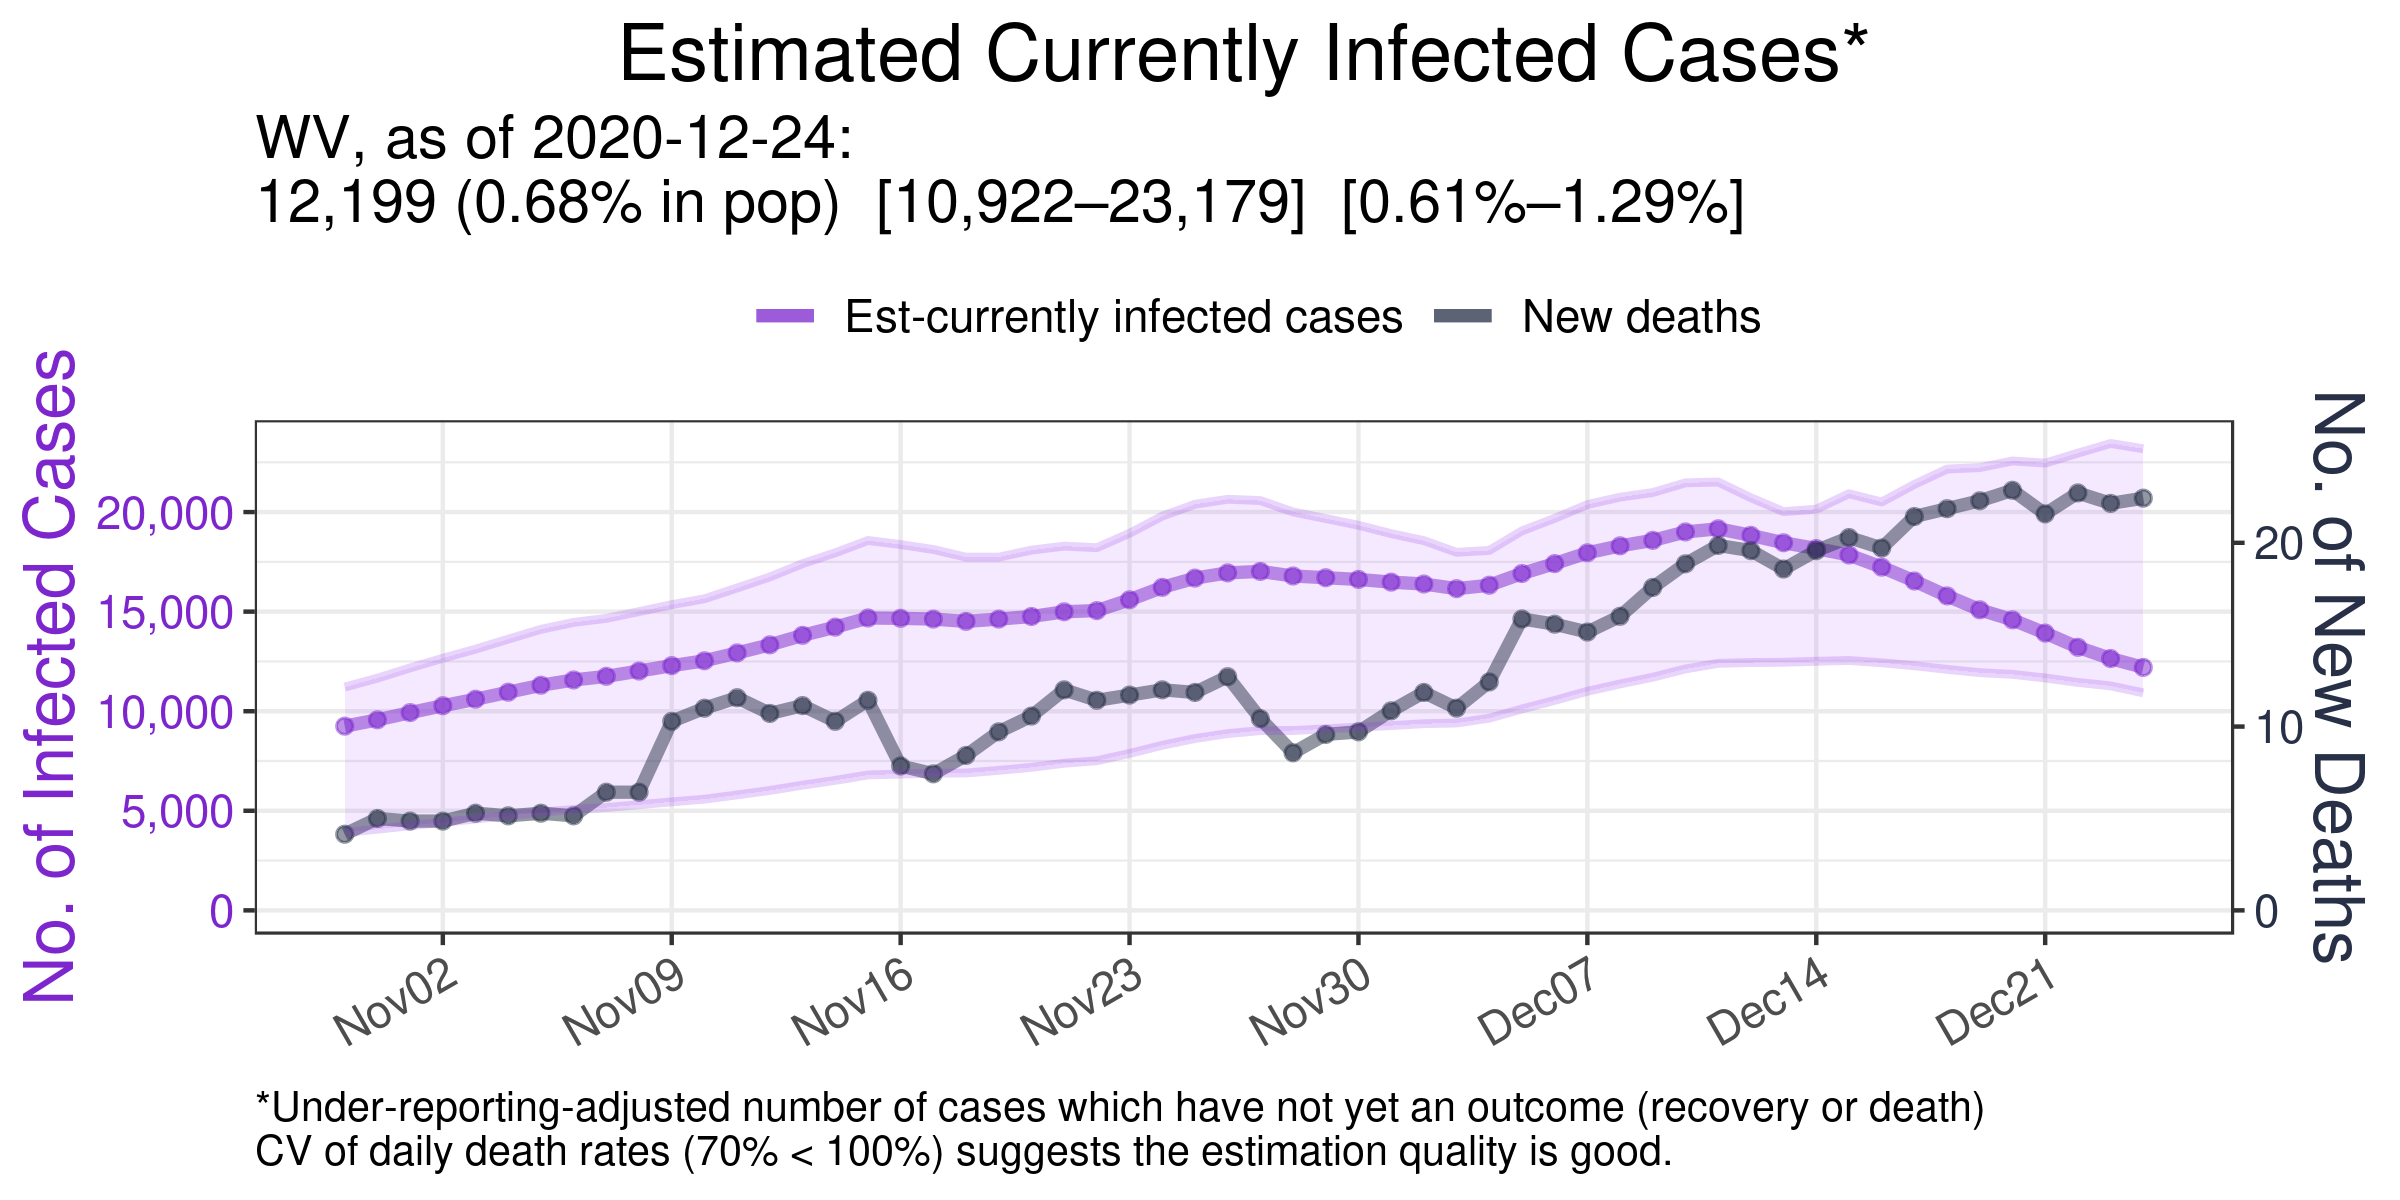 Estimated Currently Infected Cases*
WV, as of 2020-12-24:
12,199 (0.68% in pop)  [10,922–23,179]  [0.61%–1.29%]
Est-currently infected cases
New deaths
No. of Infected Cases
20,000
15,000
10,000
5,000
0
No. of New Deaths
20
10
0
Nov02
Nov09
Nov16
Nov23
Nov30
Dec07
Dec14
Dec21
*Under-reporting-adjusted number of cases which have not yet an outcome (recovery or death)
CV of daily death rates (70% < 100%) suggests the estimation quality is good.